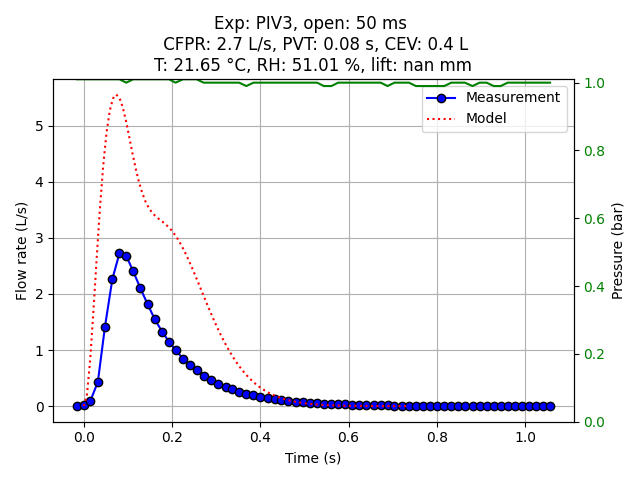 Exp: PIV3, open: 50 ms
CFPR: 2.7 L/s, PVT: 0.08 s, CEV: 0.4 L
T: 21.65 °C, RH: 51.01 %, lift: nan mm
Measurement
Model
Flow rate (L/s)
5
4
3
2
1
0
0.0
0.2
0.4
0.6
0.8
1.0
Time (s)
1.0
0.8
0.6
0.4
0.2
0.0
Pressure (bar)